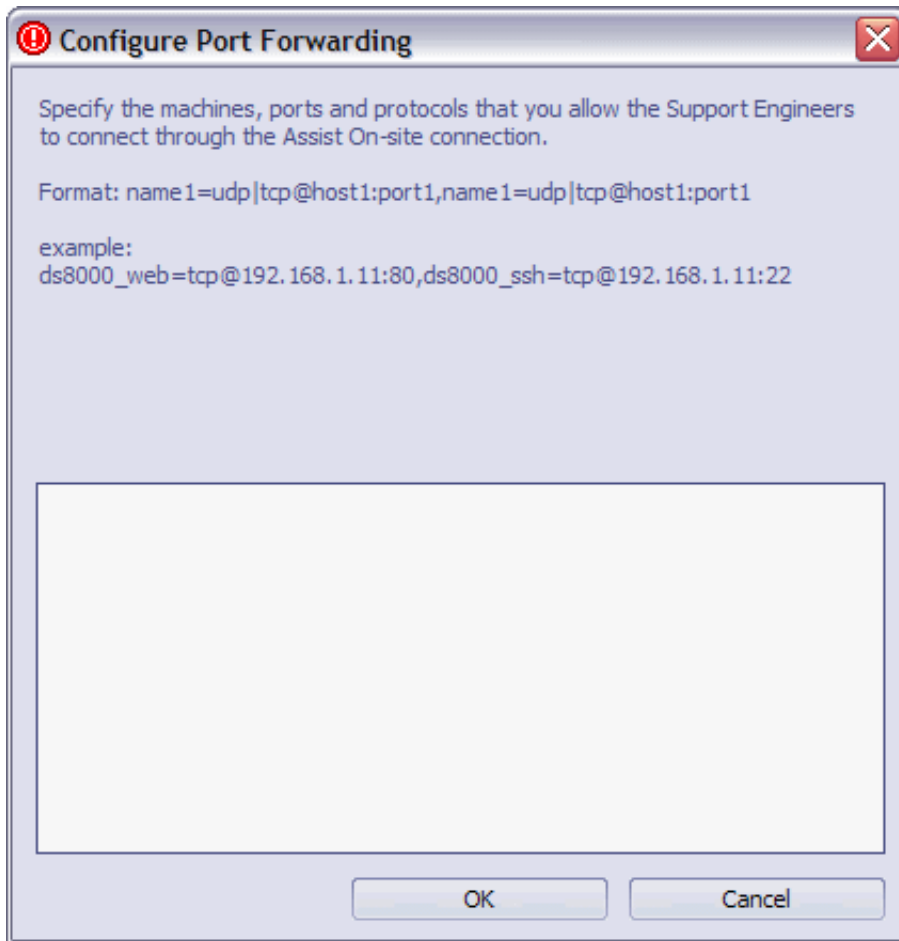 Configure Port Forwarding
Specify the machines, ports and protocols that you allow the Support Engineers
to connect through the Assist On-site connection.
Format: name1=udp|tcp@host1:port1,name1=udp|tcp@host1:port1
example:
ds8000_web=tcp@192.168.1.11:80,ds8000_ssh=tcp@192.168.1.11:22
OK
Cancel